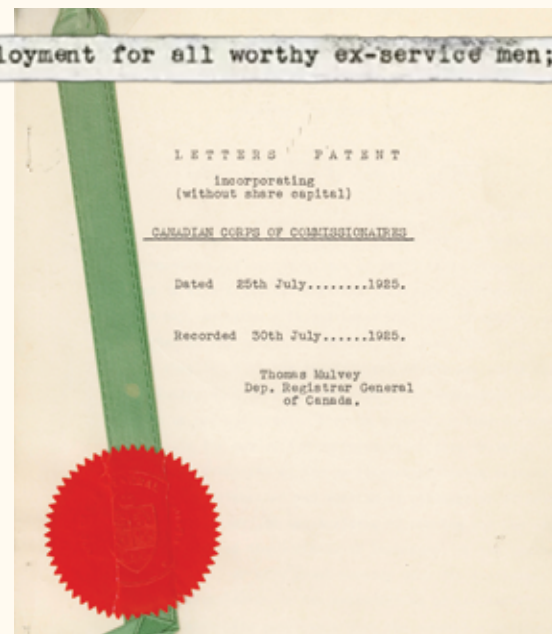 loyment for all worthy ex-service men;
LETTERS PATENT
incorporating
(without share capital)
CANADIAN CORPS OF COMMISSIONAIRES
Dated 25th July........1925.
Recorded 30th July......1925.
Thomas Mulvey
Dep. Registrar General
of Canada.